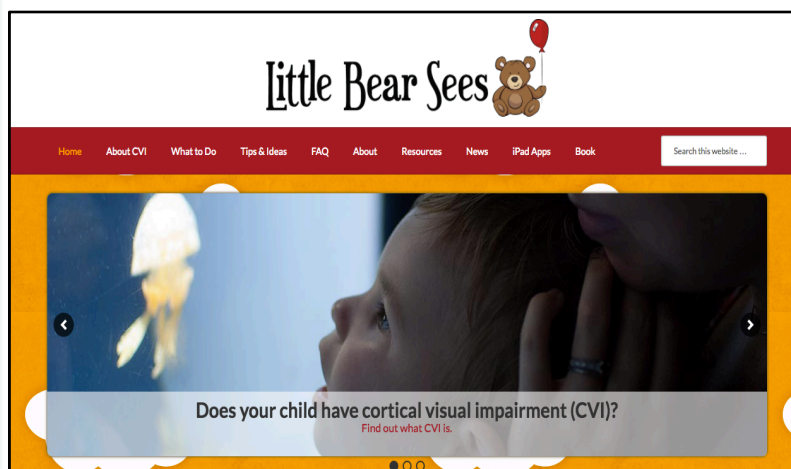 Little Bear Sees
Home About CVI What to Do Tips & Ideas FAQ About Resources News iPad Apps Book Search this website ...
Does your child have cortical visual impairment (CVI)?
Find out what CVI is.